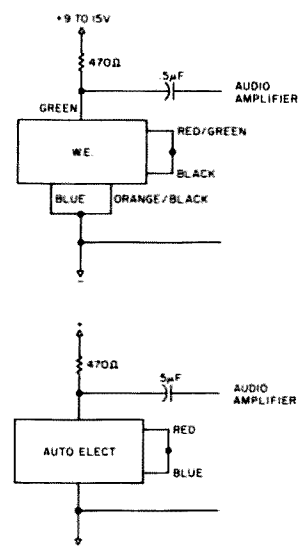 +9 TO 15V
470Ω
.5µF
AUDIO
AMPLIFIER
GREEN
RED/GREEN
W.E.
BLACK
BLUE
ORANGE/BLACK
–
+
470Ω
.5µF
AUDIO
AMPLIFIER
RED
AUTO ELECT
BLUE